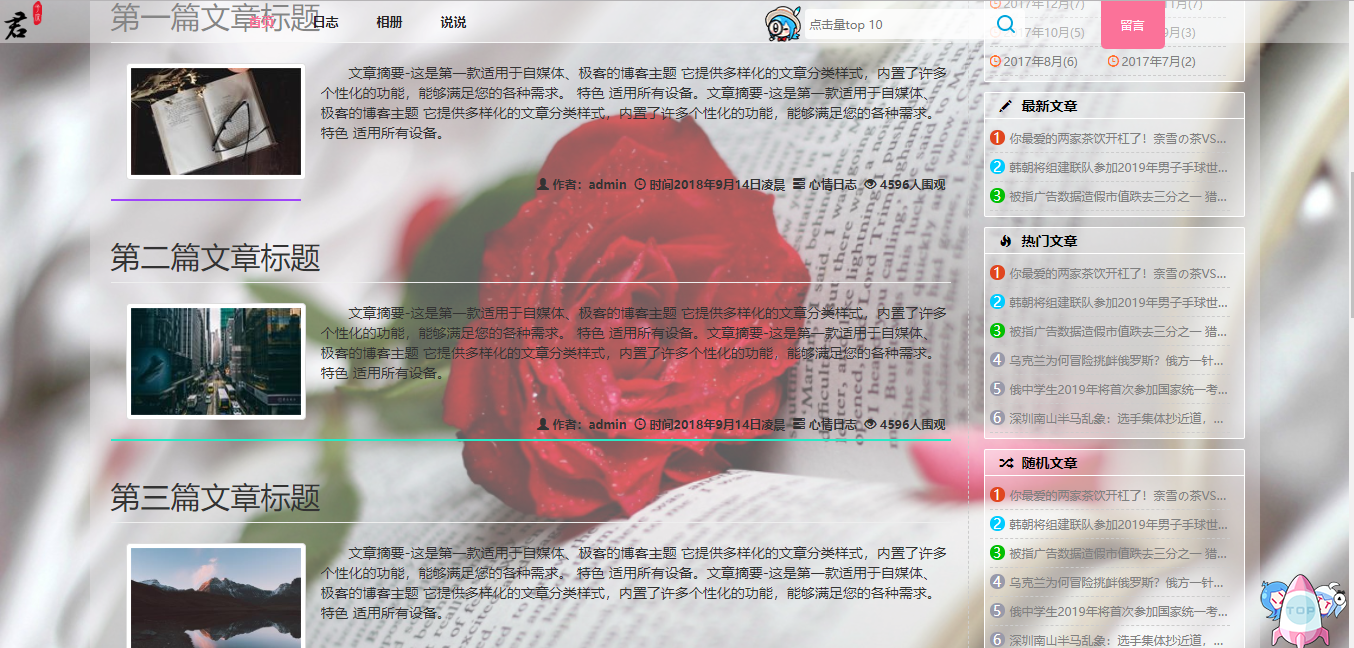 君
第一篇文章标题
首页 日志 相册 说说
点击量top 10
留言
2017年12月(7)
7年10月(5) 9月(3)
2017年8月(6) 2017年7月(2)
文章摘要-这是第一款适用于自媒体、极客的博客主题 它提供多样化的文章分类样式，内置了许多
个性化的功能，能够满足您的各种需求。 特色 适用所有设备。文章摘要-这是第一款适用于自媒体、
极客的博客主题 它提供多样化的文章分类样式，内置了许多个性化的功能，能够满足您的各种需求。
特色 适用所有设备。
作者：admin 时间2018年9月14日凌晨 心情日志 4596人围观
第二篇文章标题
文章摘要-这是第一款适用于自媒体、极客的博客主题 它提供多样化的文章分类样式，内置了许多
个性化的功能，能够满足您的各种需求。 特色 适用所有设备。文章摘要-这是第一款适用于自媒体、
极客的博客主题 它提供多样化的文章分类样式，内置了许多个性化的功能，能够满足您的各种需求。
特色 适用所有设备。
作者：admin 时间2018年9月14日凌晨 心情日志 4596人围观
第三篇文章标题
文章摘要-这是第一款适用于自媒体、极客的博客主题 它提供多样化的文章分类样式，内置了许多
个性化的功能，能够满足您的各种需求。 特色 适用所有设备。文章摘要-这是第一款适用于自媒体、
极客的博客主题 它提供多样化的文章分类样式，内置了许多个性化的功能，能够满足您的各种需求。
特色 适用所有设备。
最新文章
1 你最爱的两家茶饮开杠了！奈雪の茶VS...
2 韩朝将组建联队参加2019年男子手球世...
3 被指广告数据造假市值跌去三分之一 猎...
热门文章
1 你最爱的两家茶饮开杠了！奈雪の茶VS...
2 韩朝将组建联队参加2019年男子手球世...
3 被指广告数据造假市值跌去三分之一 猎...
4 乌克兰为何冒险挑衅俄罗斯？俄方一针...
5 俄中学生2019年将首次参加国家统一考...
6 深圳南山半马乱象：选手集体抄近道，...
随机文章
1 你最爱的两家茶饮开杠了！奈雪の茶VS...
2 韩朝将组建联队参加2019年男子手球世...
3 被指广告数据造假市值跌去三分之一 猎...
4 乌克兰为何冒险挑衅俄罗斯？俄方一针...
5 俄中学生2019年将首次参加国家统一考...
6 深圳南山半马乱象：选手集体抄近道，...
TOP